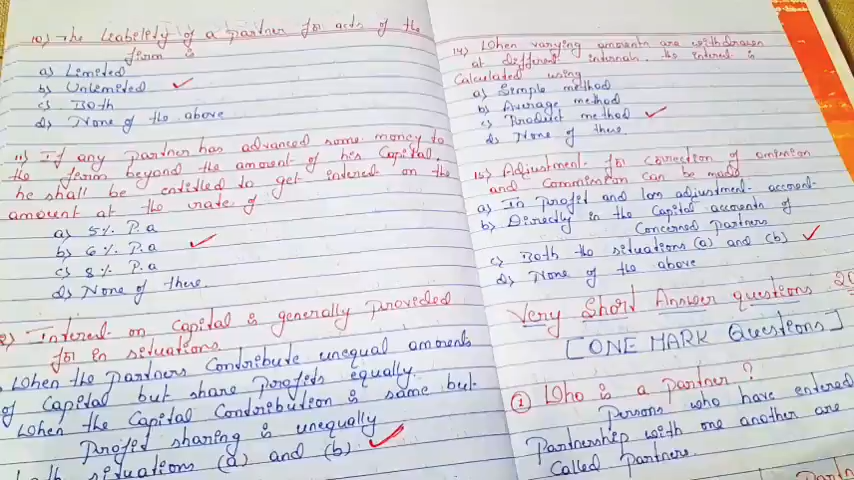 10) The Leabelety of a partner for acts of the
firm is
a) Lemeted
b) Unlemeted
c) Both
d) None of the above
11) If any partner has advanced some money to
the ferm beyond the amount of his Capital.
he shall be entitled to get interest on the
amount at the rate of
a) 5% P.a
b) 6% P.a
c) 8% P.a
d) None of there.
2) Interest on Capital is generally proveded
for in situations.
When the partners Contribute unequal amounts
of Capital but share Profits equally.
When the Capital Contribution is same but
Profit sharing is unequally
situations (a) and (b)
14) When varying amounts are withdrawn
at different intervals. the interest is
Calculated using
a) Simple method
b) Average method
c) Product method
d) None of there
15) Adjustment for correction of omission
and Commission can be made
a) In Profit and loss adjustment account
b) Directly in the Capital accounts of
Concerned Partners
c) Both the situations (a) and (b)
d) None of the above
Very Short Answer questions
[ONE MARK Questions]
① Who is a partner?
Persons who have entered
Partnership with one another are
Called Partners.